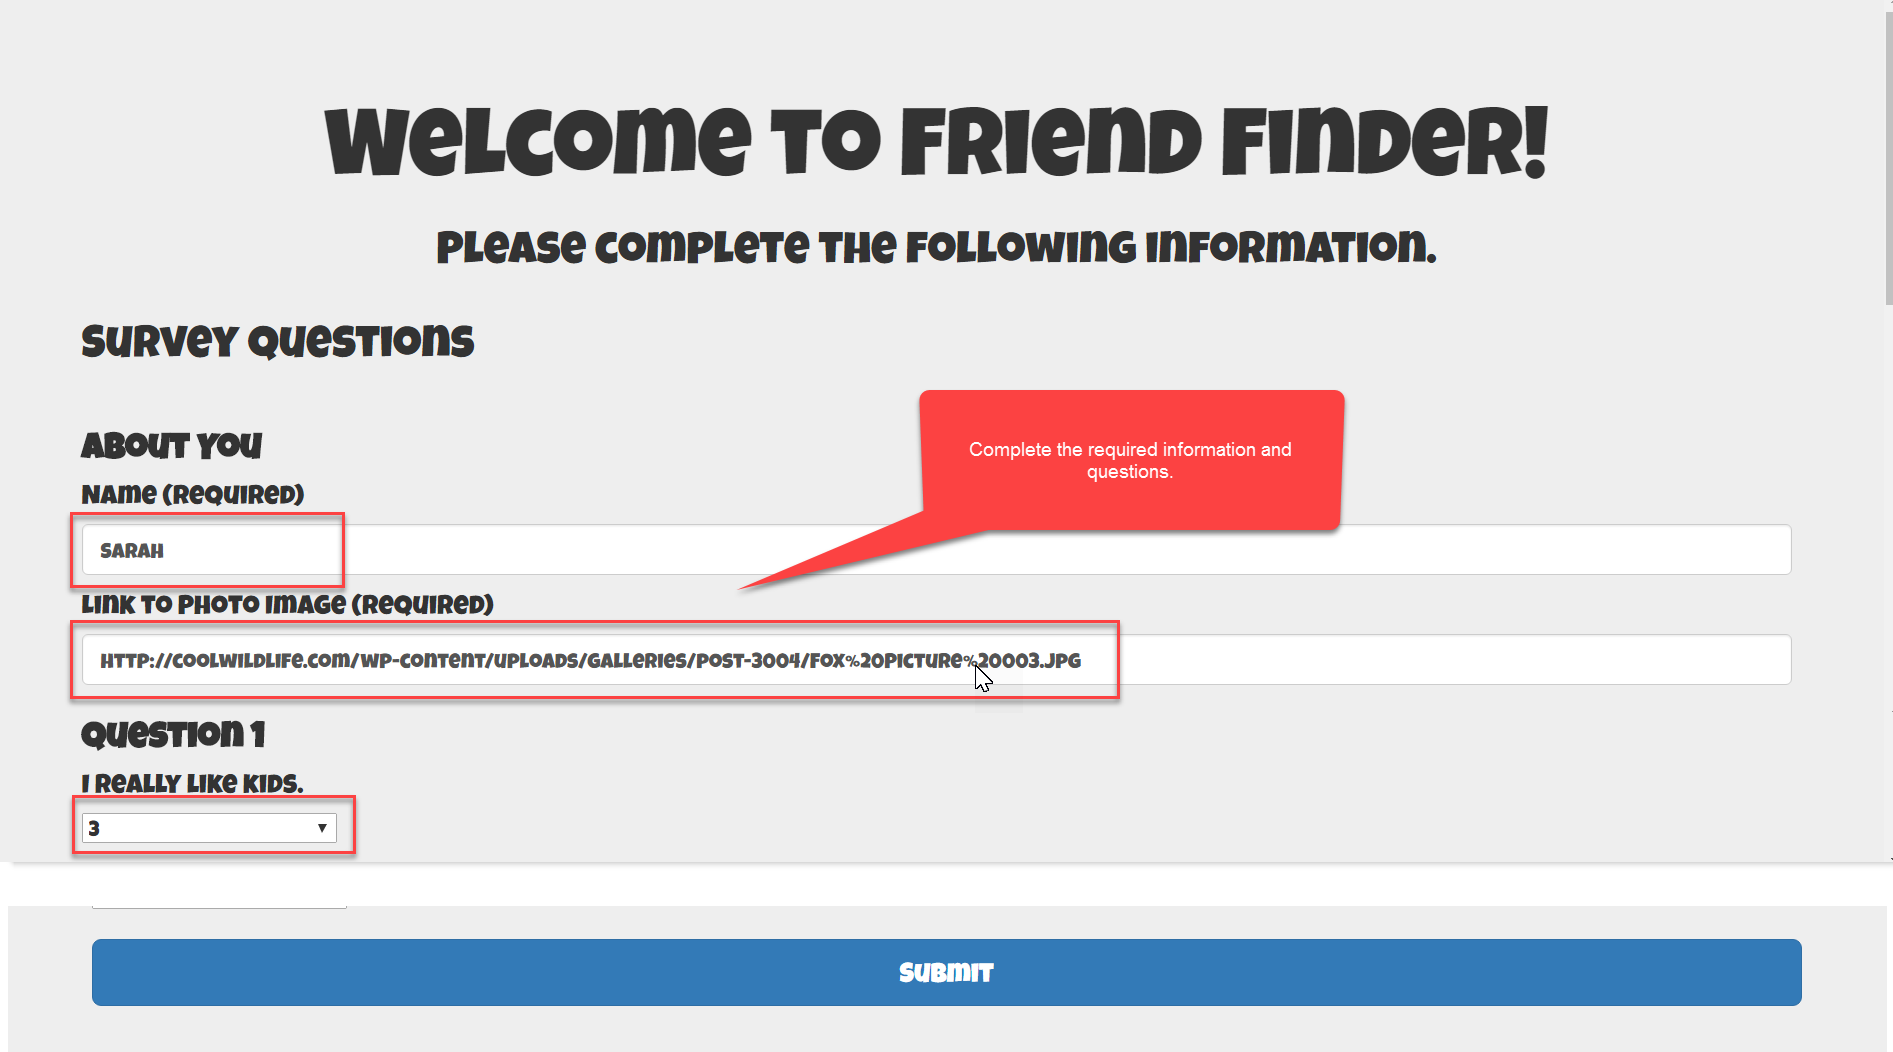 Welcome to Friend Finder!
Please complete the following information.
Survey Questions
About You
Name (Required)
Sarah
Link to Photo Image (Required)
http://coolwildlife.com/wp-content/uploads/galleries/post-3004/Fox%20Picture%20003.jpg
Complete the required information and
questions.
Question 1
I really like kids.
3
Submit